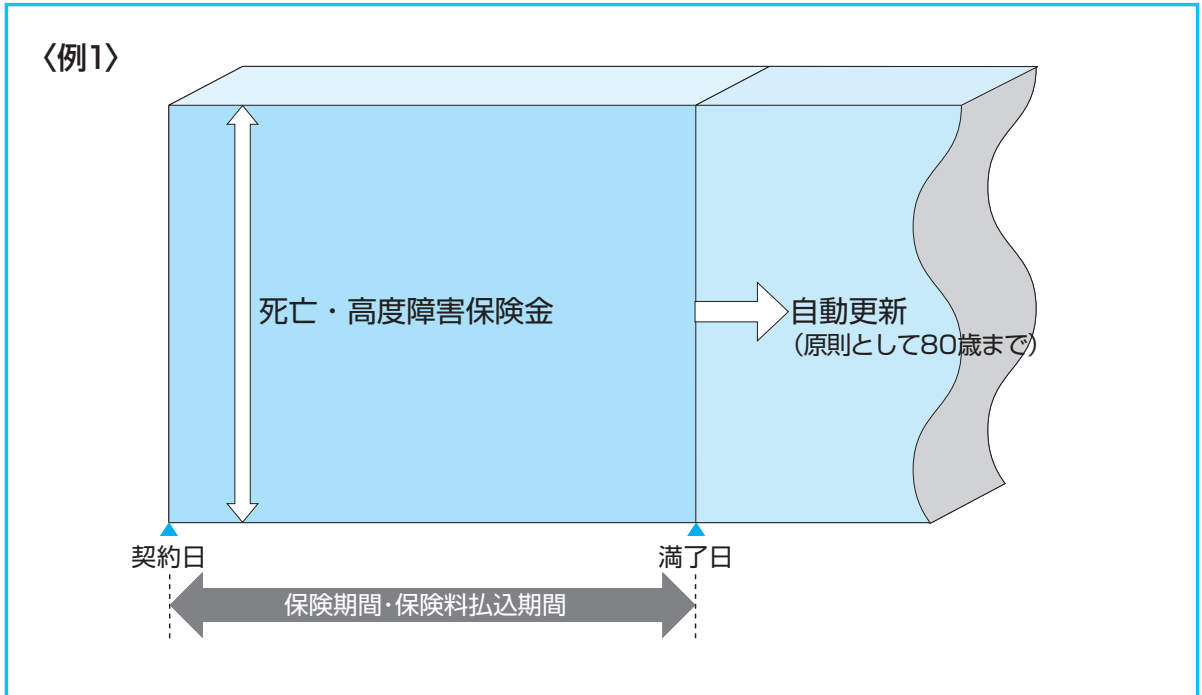 〈例1〉
死亡・高度障害保険金
自動更新
（原則として80歳まで）
契約日
満了日
保険期間・保険料払込期間